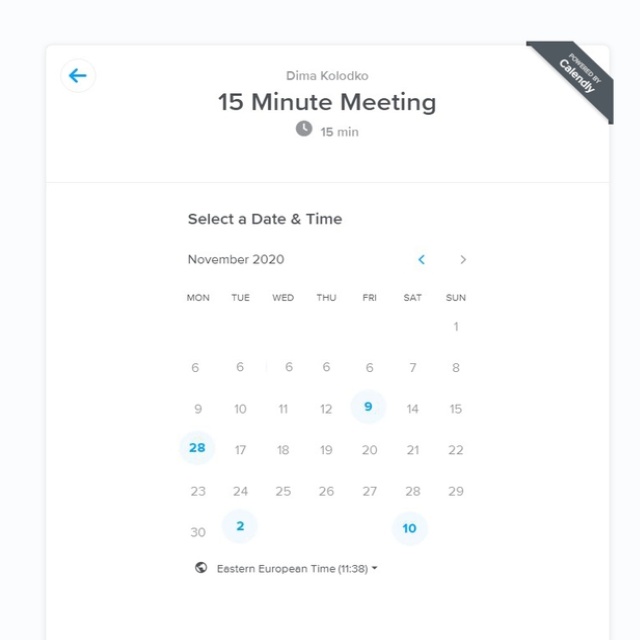 POWERED BY
Calendly
Dima Kolodko
15 Minute Meeting
15 min
Select a Date & Time
November 2020
MON TUE WED THU FRI SAT SUN
1
6 6 6 6 6 7 8
9 10 11 12 9 14 15
28 17 18 19 20 21 22
23 24 25 26 27 28 29
30 2 10
Eastern European Time (11:38)